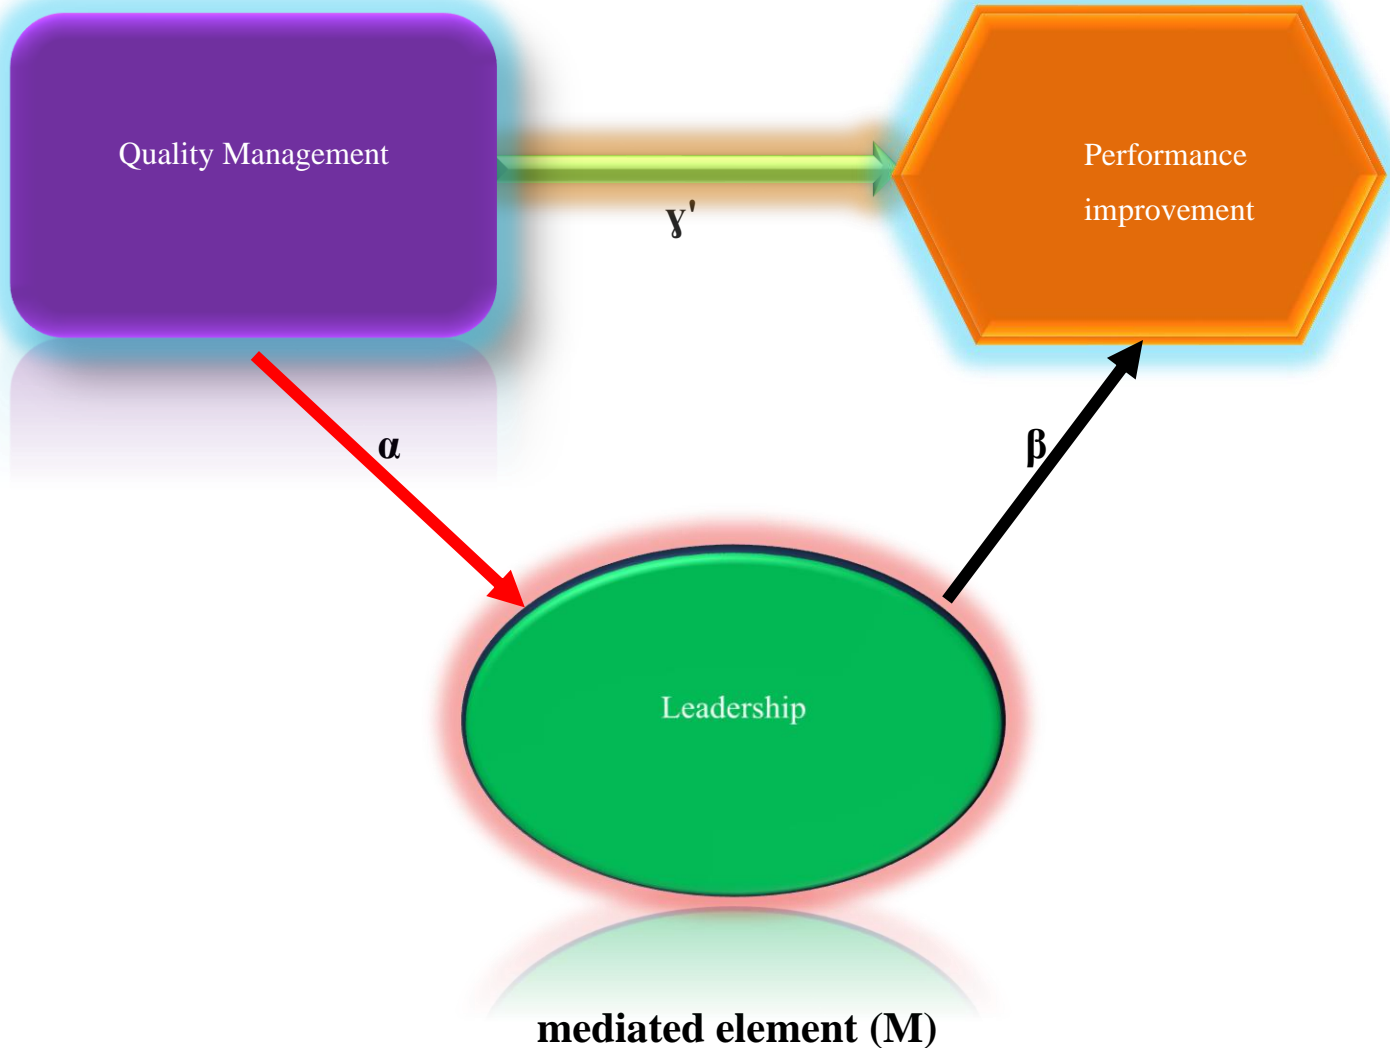 Quality Management
Performance
improvement
ɣ'
α
β
Leadership
mediated element (M)